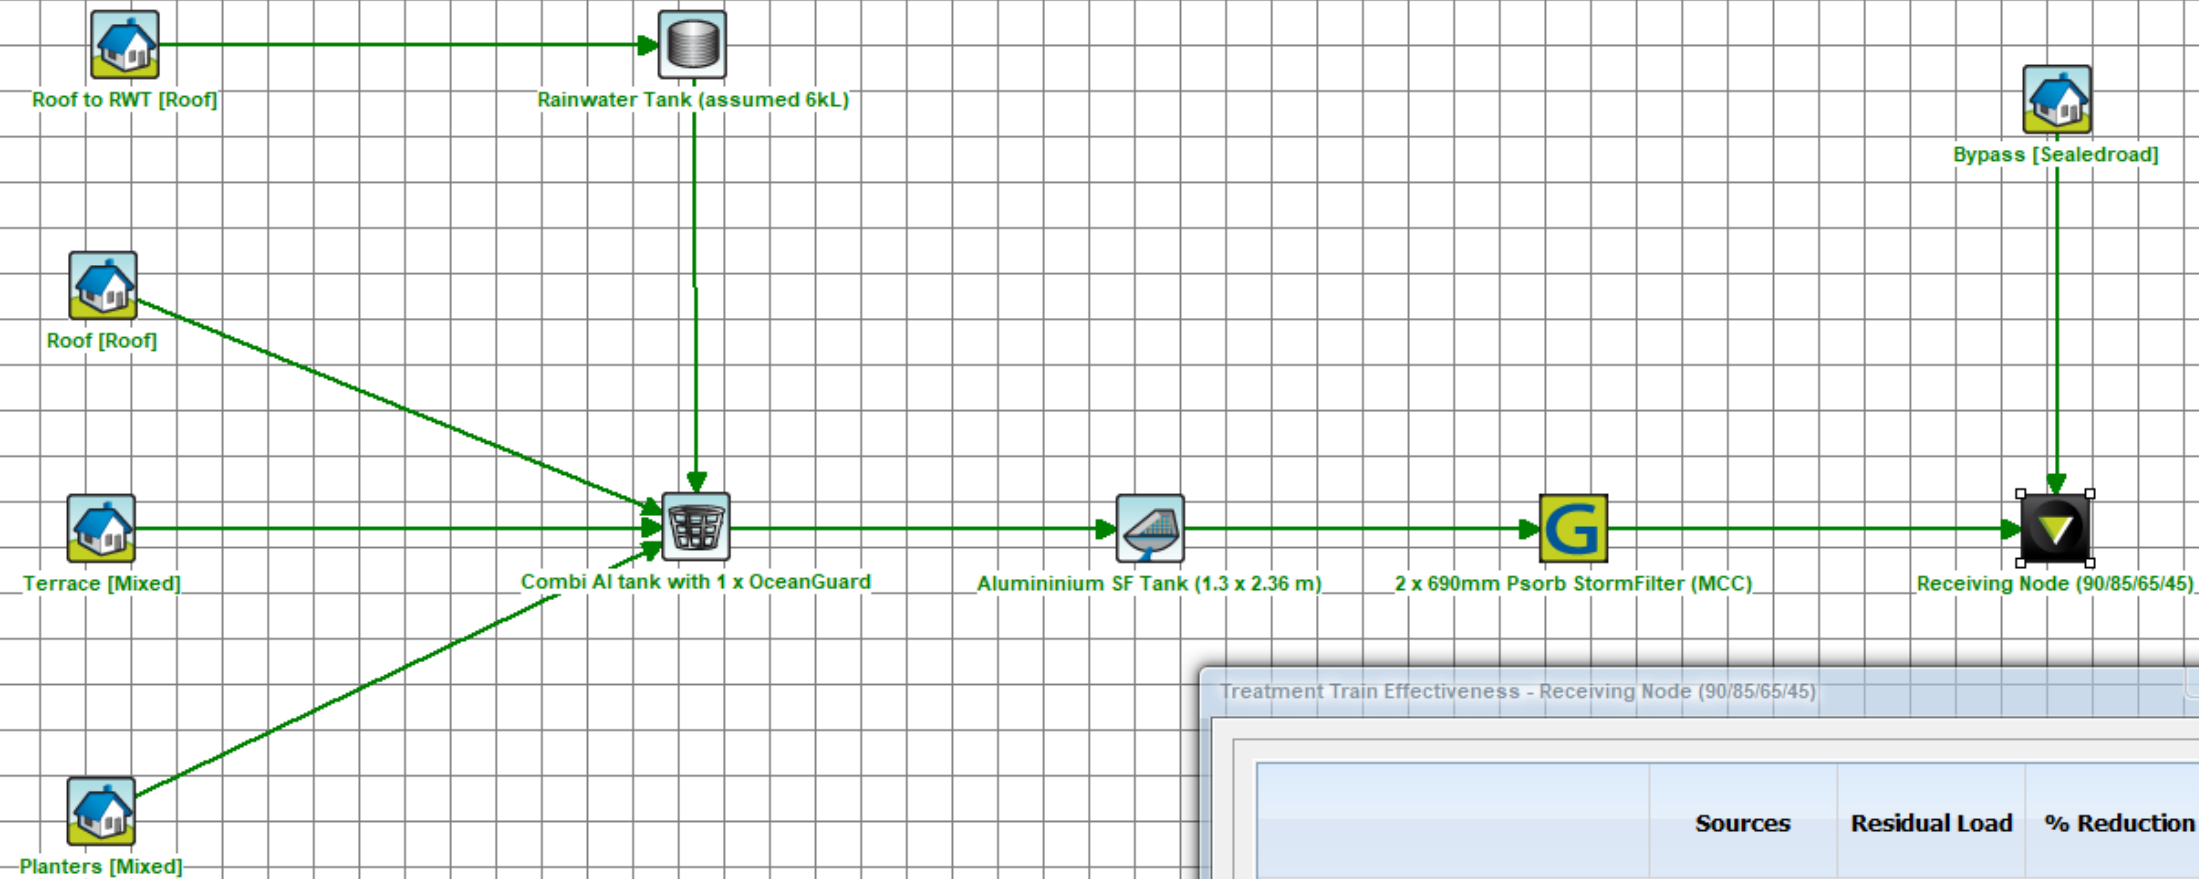 Roof to RWT [Roof]
Rainwater Tank (assumed 6kL)
Bypass [Sealedroad]
Roof [Roof]
Terrace [Mixed]
Combi Al tank with 1 x OceanGuard
Alumininium SF Tank (1.3 x 2.36 m)
G
2 x 690mm Psorb StormFilter (MCC)
Receiving Node (90/85/65/45)
Planters [Mixed]
Treatment Train Effectiveness - Receiving Node (90/85/65/45)
Sources
Residual Load
% Reduction